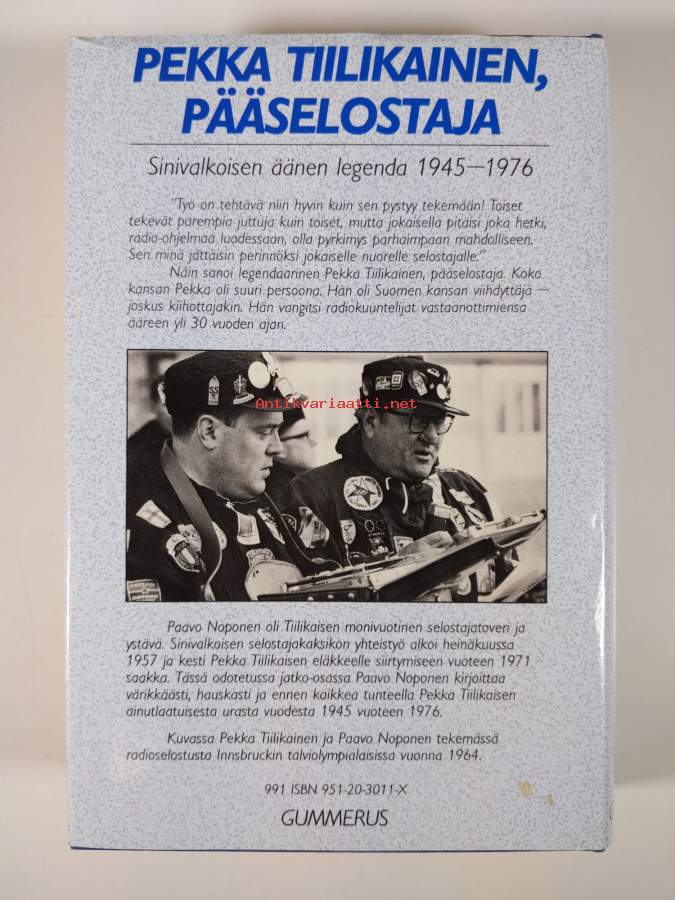 PEKKA TIILIKAINEN,
PÄÄSELOSTAJA
Sinivalkoisen äänen legenda 1945—1976
"Työ on tehtävä niin hyvin kuin sen pystyy tekemään! Toiset
tekevät parempia juttuja kuin toiset, mutta jokaisella pitäisi joka hetki,
radio-ohjelmaa luodessaan, olla pyrkimys parhaimpaan mahdolliseen.
Sen minä jättäisin perinnöksi jokaiselle nuorelle selostajalle."
Näin sanoi legendaarinen Pekka Tiilikainen, pääselostaja. Koko
kansan Pekka oli suuri persoona. Hän oli Suomen kansan viihdyttäjä —
joskus kiihottajakin. Hän vangitsi radiokuuntelijat vastaanottimiensa
ääreen yli 30 vuoden ajan.
Antikvariaatti.net
SS
Paavo Noponen oli Tiilikaisen monivuotinen selostajatoveri ja
ystävä. Sinivalkoisen selostajakaksikon yhteistyö alkoi heinäkuussa
1957 ja kesti Pekka Tiilikaisen eläkkeelle siirtymiseen vuoteen 1971
saakka. Tässä odotetussa jatko-osassa Paavo Noponen kirjoittaa
värikkäästi, hauskasti ja ennen kaikkea tunteella Pekka Tiilikaisen
ainutlaatuisesta urasta vuodesta 1945 vuoteen 1976.
Kuvassa Pekka Tiilikainen ja Paavo Noponen tekemässä
radioselostusta Innsbruckin talviolympialaisissa vuonna 1964.
991 ISBN 951-20-3011-X
GUMMERUS